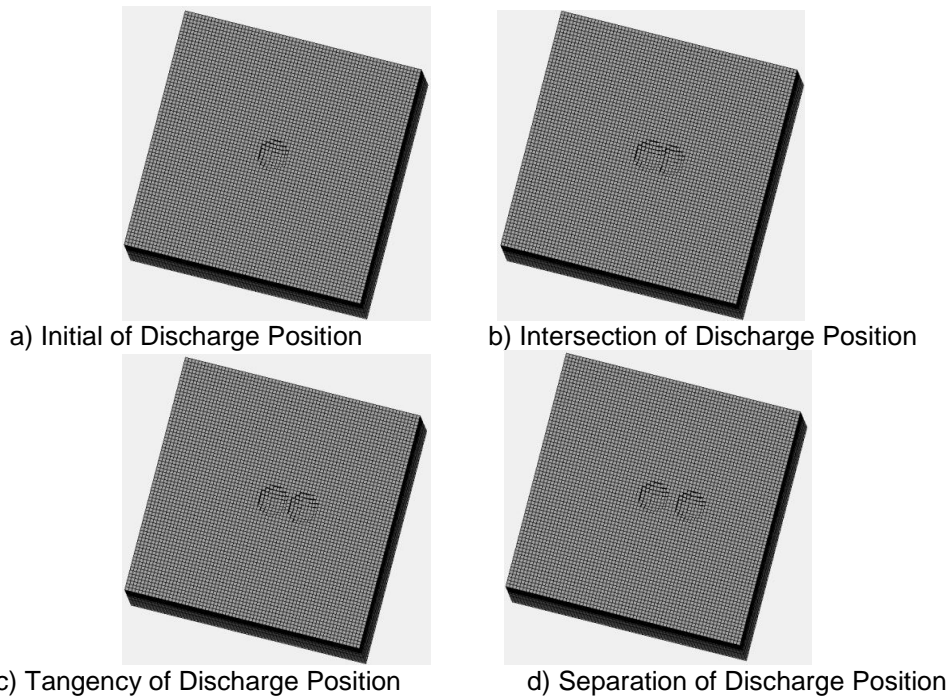 a) Initial of Discharge Position
b) Intersection of Discharge Position
c) Tangency of Discharge Position
d) Separation of Discharge Position